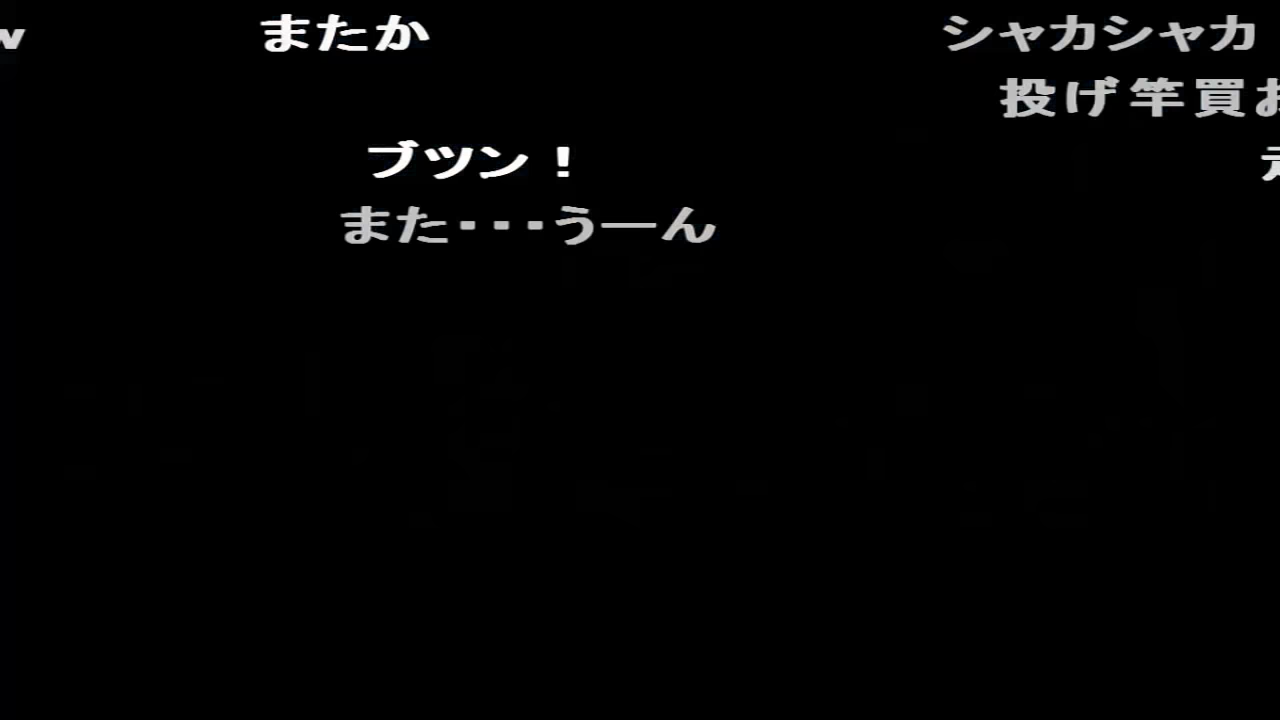 w またか シャカシャカ
投げ竿買
ブツン！
また・・・うーん